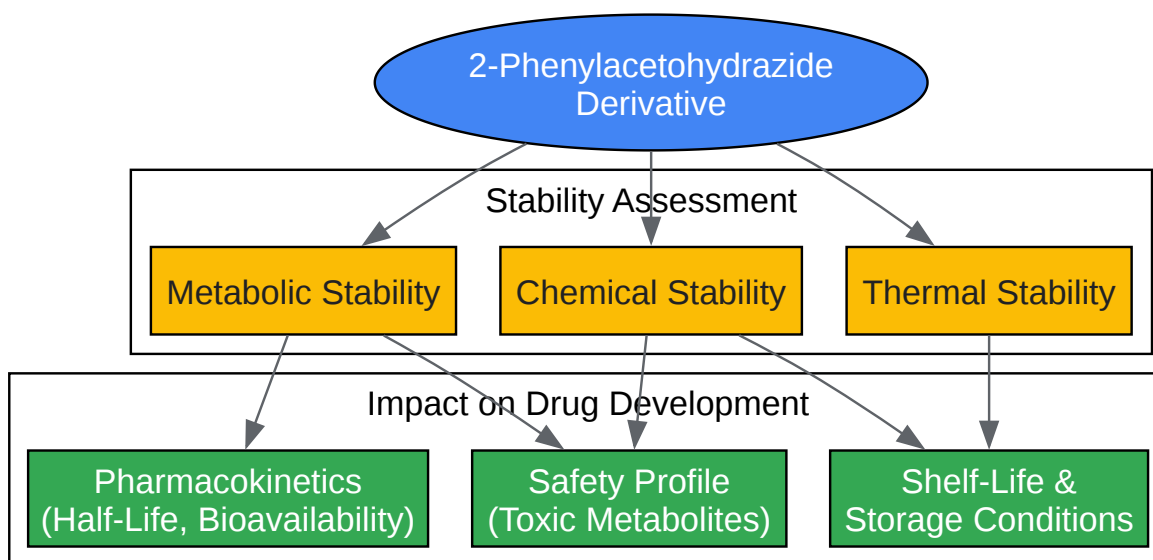 2-Phenylacetohydrazide
Derivative
Stability Assessment
Metabolic Stability
Chemical Stability
Thermal Stability
Impact on Drug Development
Pharmacokinetics
(Half-Life, Bioavailability)
Safety Profile
(Toxic Metabolites)
Shelf-Life &
Storage Conditions